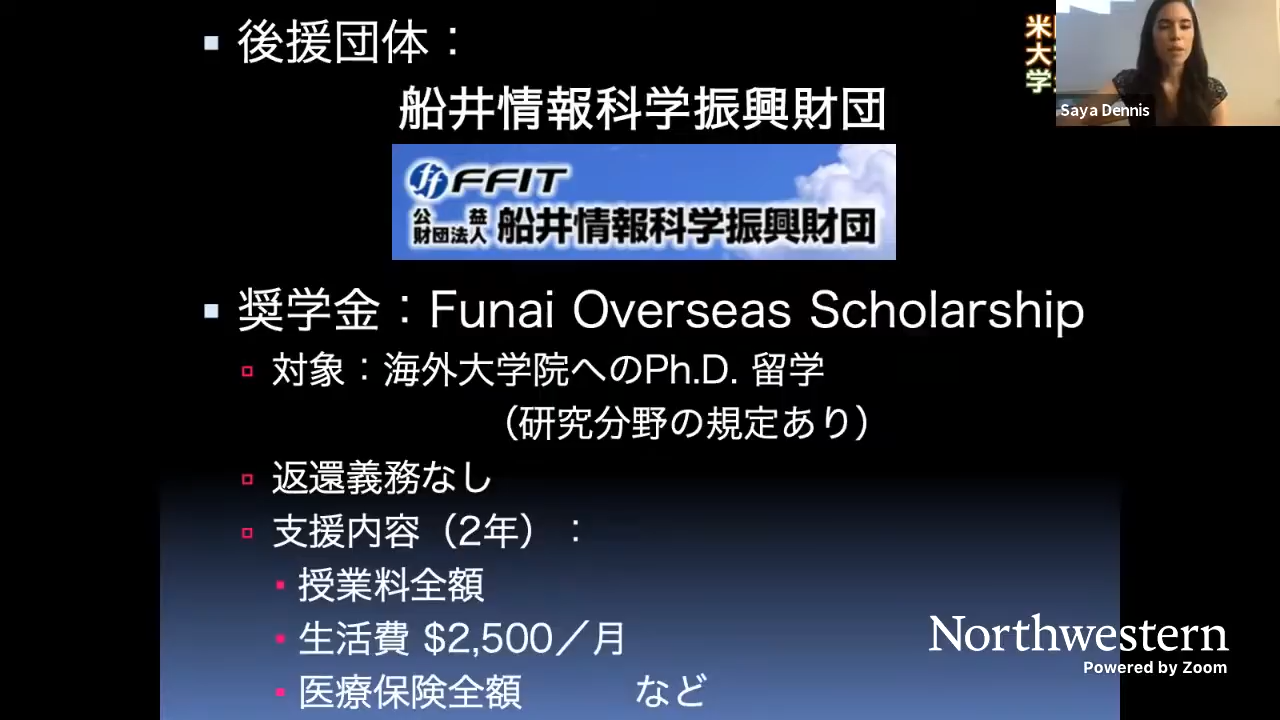 後援団体：
船井情報科学振興財団
FFIT
公益
財団法人 船井情報科学振興財団
奨学金：Funai Overseas Scholarship
対象：海外大学院へのPh.D. 留学
（研究分野の規定あり）
返還義務なし
支援内容（2年）：
授業料全額
生活費 $2,500／月
医療保険全額 など
米
大
学
Saya Dennis
Northwestern
Powered by Zoom